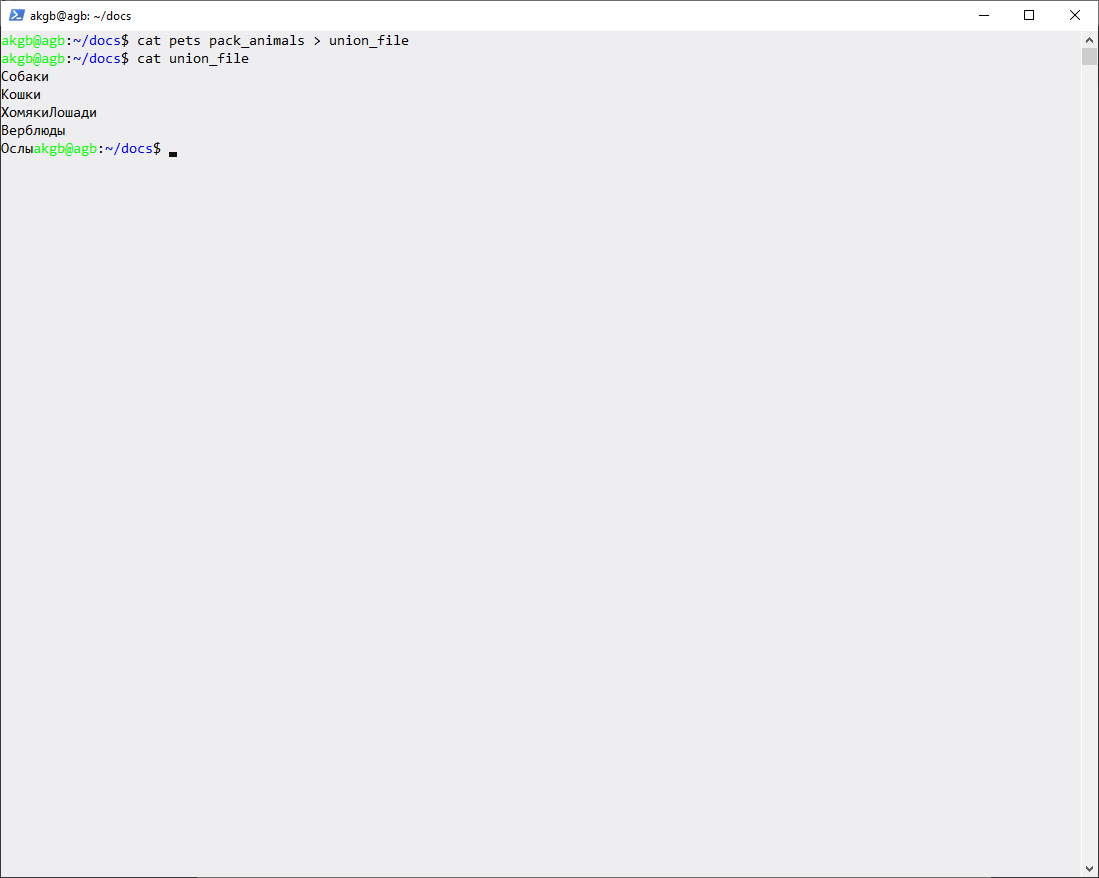 akgb@agb: ~/docs
akgb@agb:~/docs$ cat pets pack_animals > union_file
akgb@agb:~/docs$ cat union_file
Собаки
Кошки
ХомякиЛошади
Верблюды
Ослыakgb@agb:~/docs$